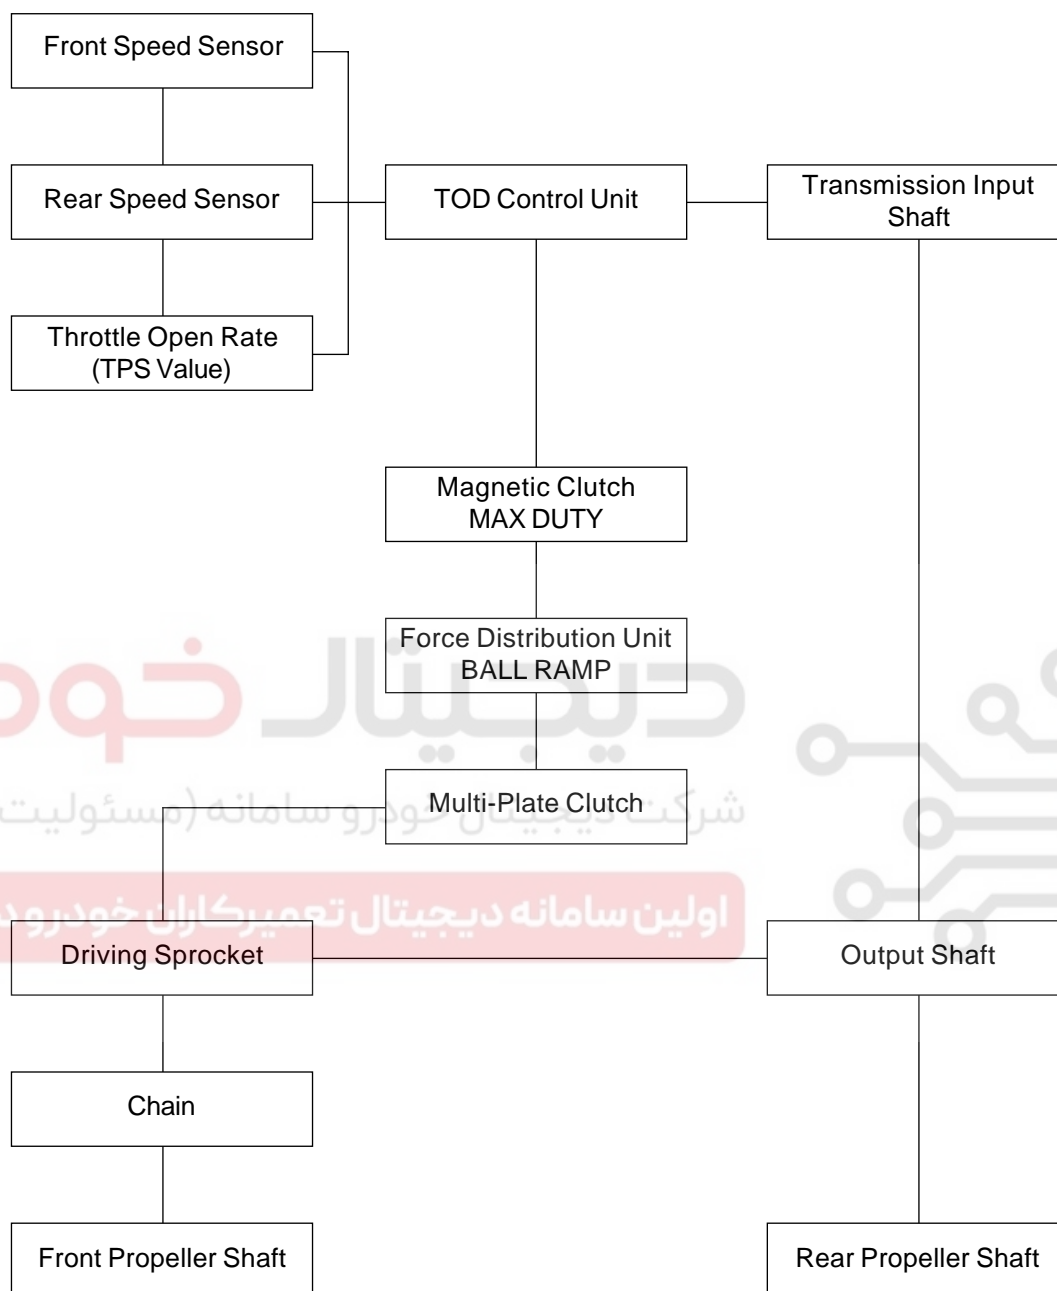 Front Speed Sensor
Rear Speed Sensor
TOD Control Unit
Transmission Input
Shaft
Throttle Open Rate
(TPS Value)
Magnetic Clutch
MAX DUTY
Force Distribution Unit
BALL RAMP
دیجیتال خودرو
Multi-Plate Clutch
شرکت دیجیتال خودرو سامانه (مسئولیت
اولین سامانه دیجیتال تعمیرکاران خودرو د
Driving Sprocket
Output Shaft
Chain
Front Propeller Shaft
Rear Propeller Shaft